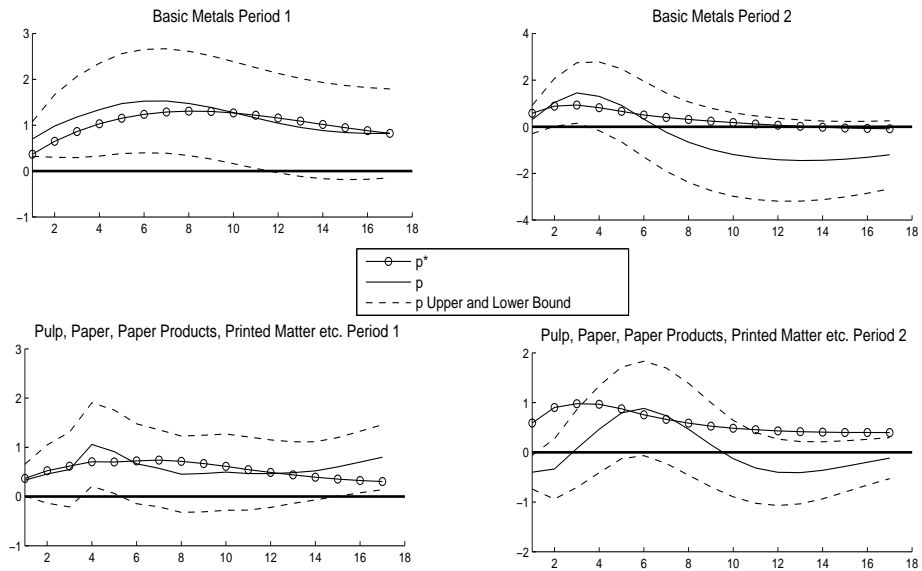 Basic Metals Period 1
3
2
1
0
−1
2 4 6 8 10 12 14 16 18
Basic Metals Period 2
4
2
0
−2
−4
2 4 6 8 10 12 14 16 18
p*
p
p Upper and Lower Bound
Pulp, Paper, Paper Products, Printed Matter etc. Period 1
3
2
1
0
−1
2 4 6 8 10 12 14 16 18
Pulp, Paper, Paper Products, Printed Matter etc. Period 2
2
1
0
−1
−2
2 4 6 8 10 12 14 16 18